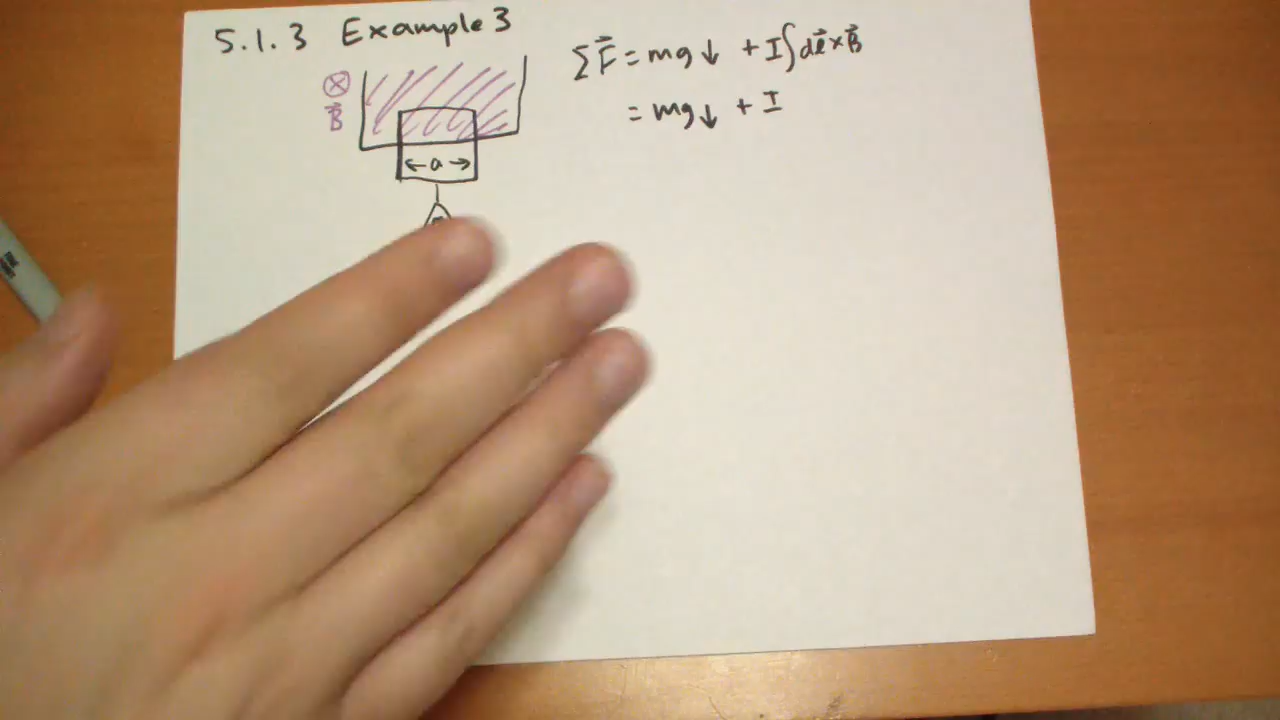 5.1.3 Example 3
ΣF⃗ = mg↓ + I∫dl⃗×B⃗
= mg↓ + I
⊗
B⃗
←a→